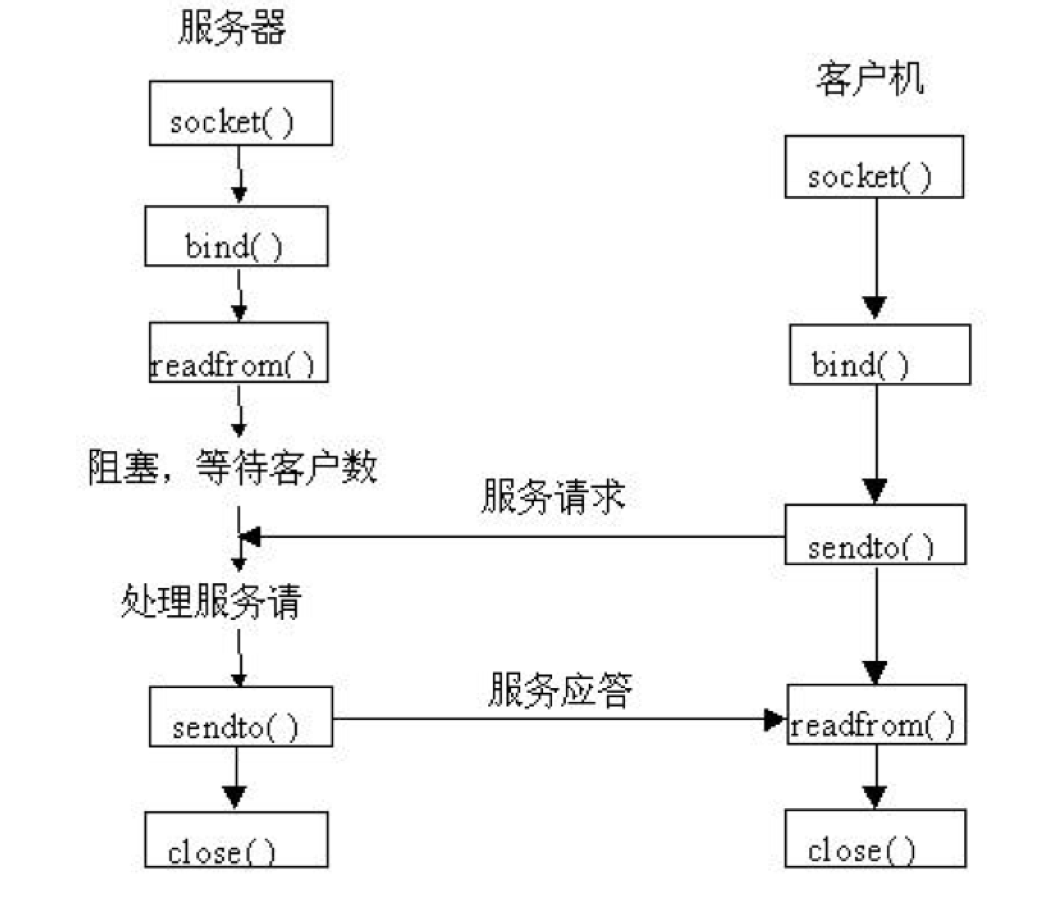 服务器
socket()
bind()
readfrom()
阻塞，等待客户数
处理服务请
sendto()
close()
服务请求
服务应答
客户机
socket()
bind()
sendto()
readfrom()
close()